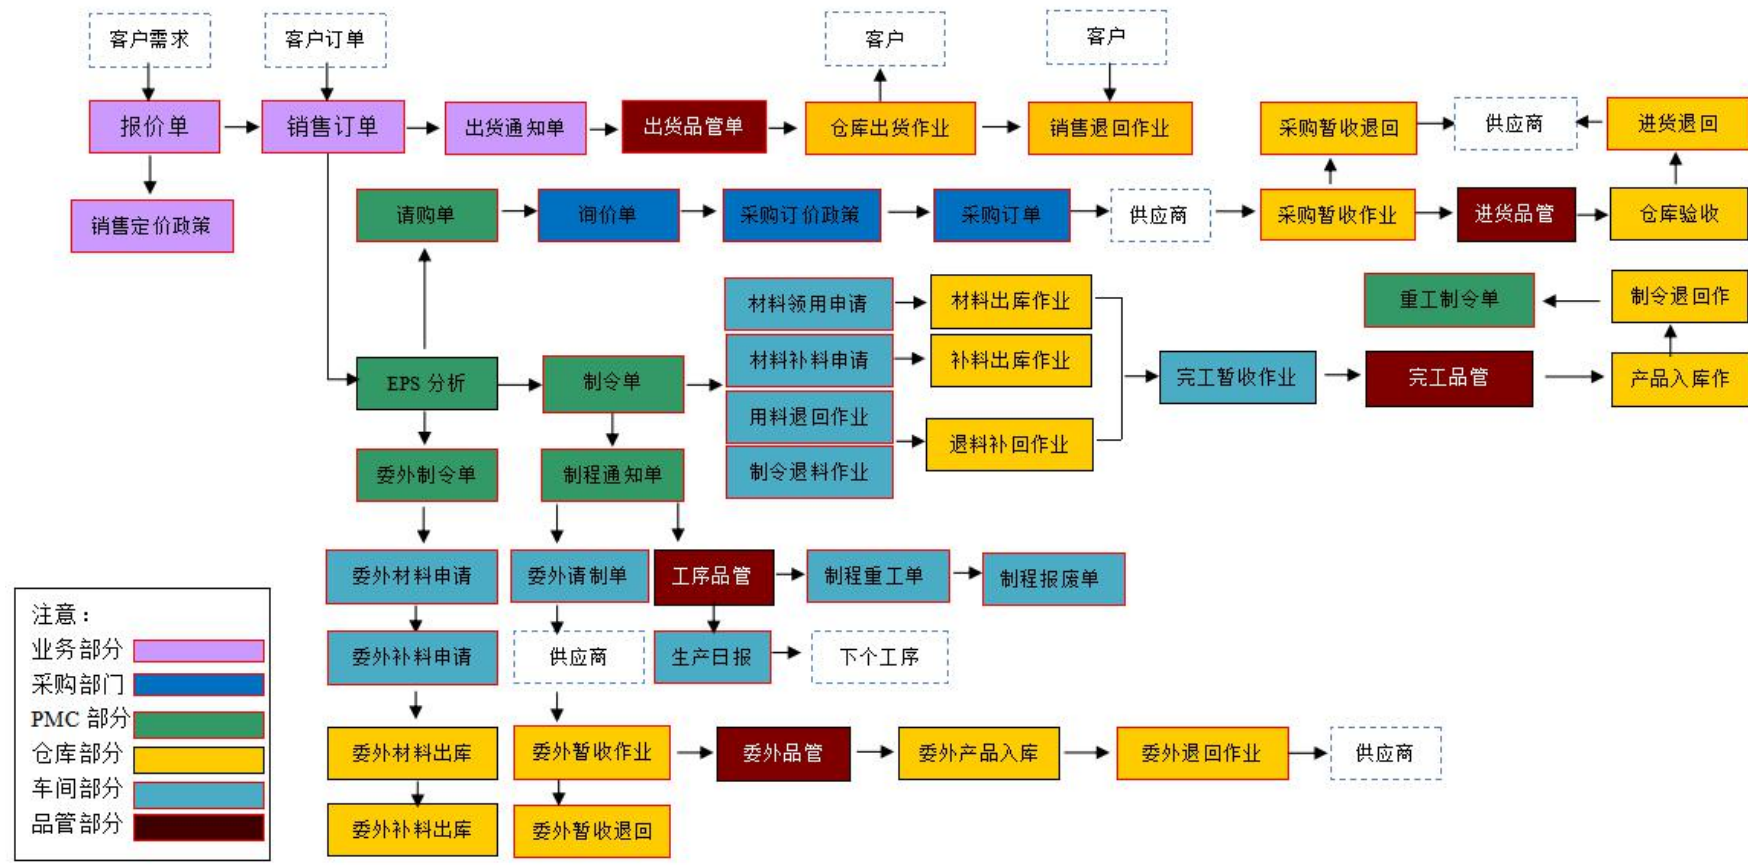 客户需求
客户订单
客户
客户
报价单
销售订单
出货通知单
出货品管单
仓库出货作业
销售退回作业
采购暂收退回
供应商
进货退回
销售定价政策
请购单
询价单
采购订价政策
采购订单
供应商
采购暂收作业
进货品管
仓库验收
材料领用申请
材料出库作业
重工制令单
制令退回作
EPS 分析
制令单
材料补料申请
补料出库作业
完工暂收作业
完工品管
产品入库作
用料退回作业
退料补回作业
委外制令单
制程通知单
制令退料作业
委外材料申请
委外请制单
工序品管
制程重工单
制程报废单
委外补料申请
供应商
生产日报
下个工序
委外材料出库
委外暂收作业
委外品管
委外产品入库
委外退回作业
供应商
委外补料出库
委外暂收退回
注意：
业务部分
采购部门
PMC 部分
仓库部分
车间部分
品管部分